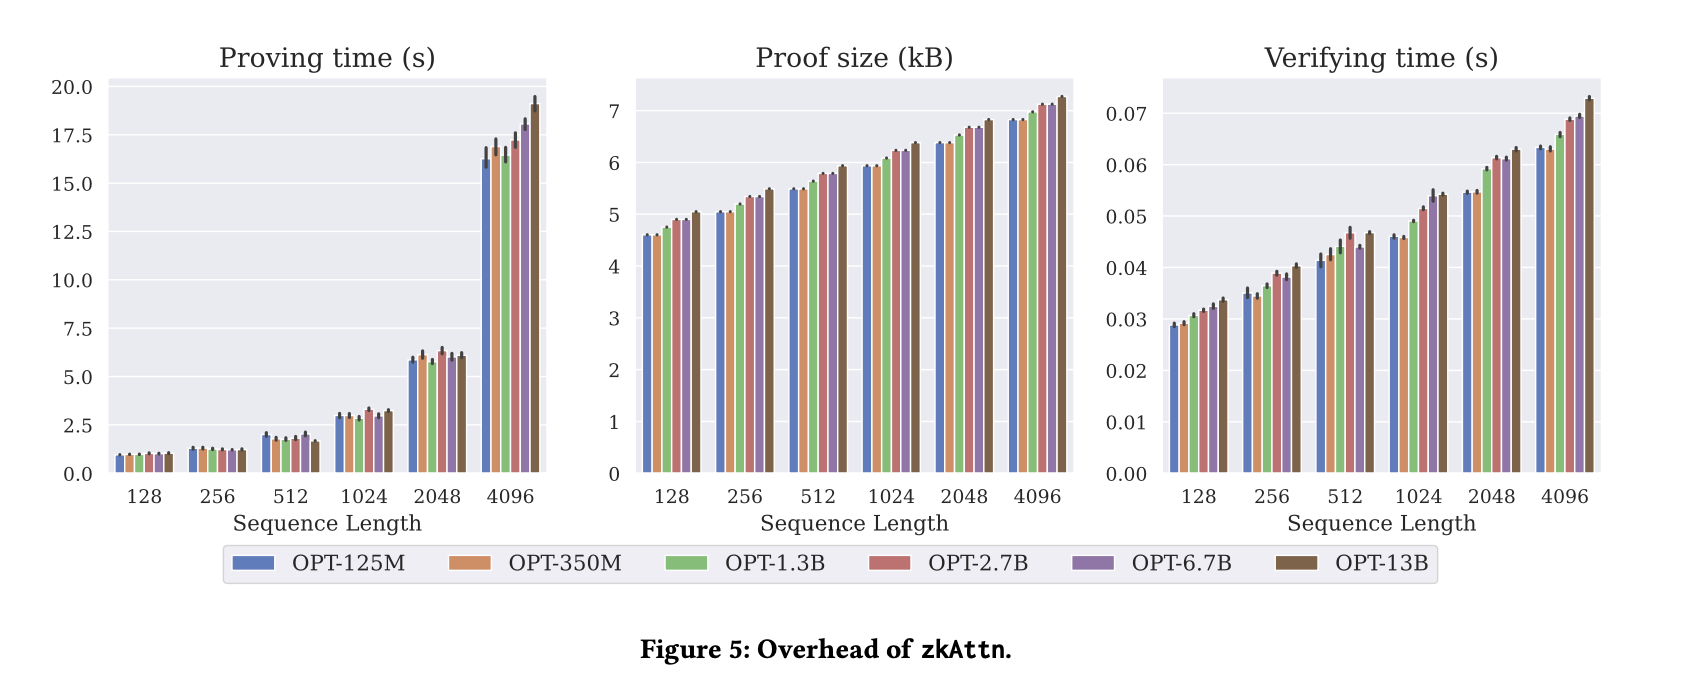 Proving time (s)
20.0
17.5
15.0
12.5
10.0
7.5
5.0
2.5
0.0
128 256 512 1024 2048 4096
Sequence Length
Proof size (kB)
7
6
5
4
3
2
1
0
128 256 512 1024 2048 4096
Sequence Length
Verifying time (s)
0.07
0.06
0.05
0.04
0.03
0.02
0.01
0.00
128 256 512 1024 2048 4096
Sequence Length
OPT-125M OPT-350M OPT-1.3B OPT-2.7B OPT-6.7B OPT-13B
Figure 5: Overhead of zkAttn.